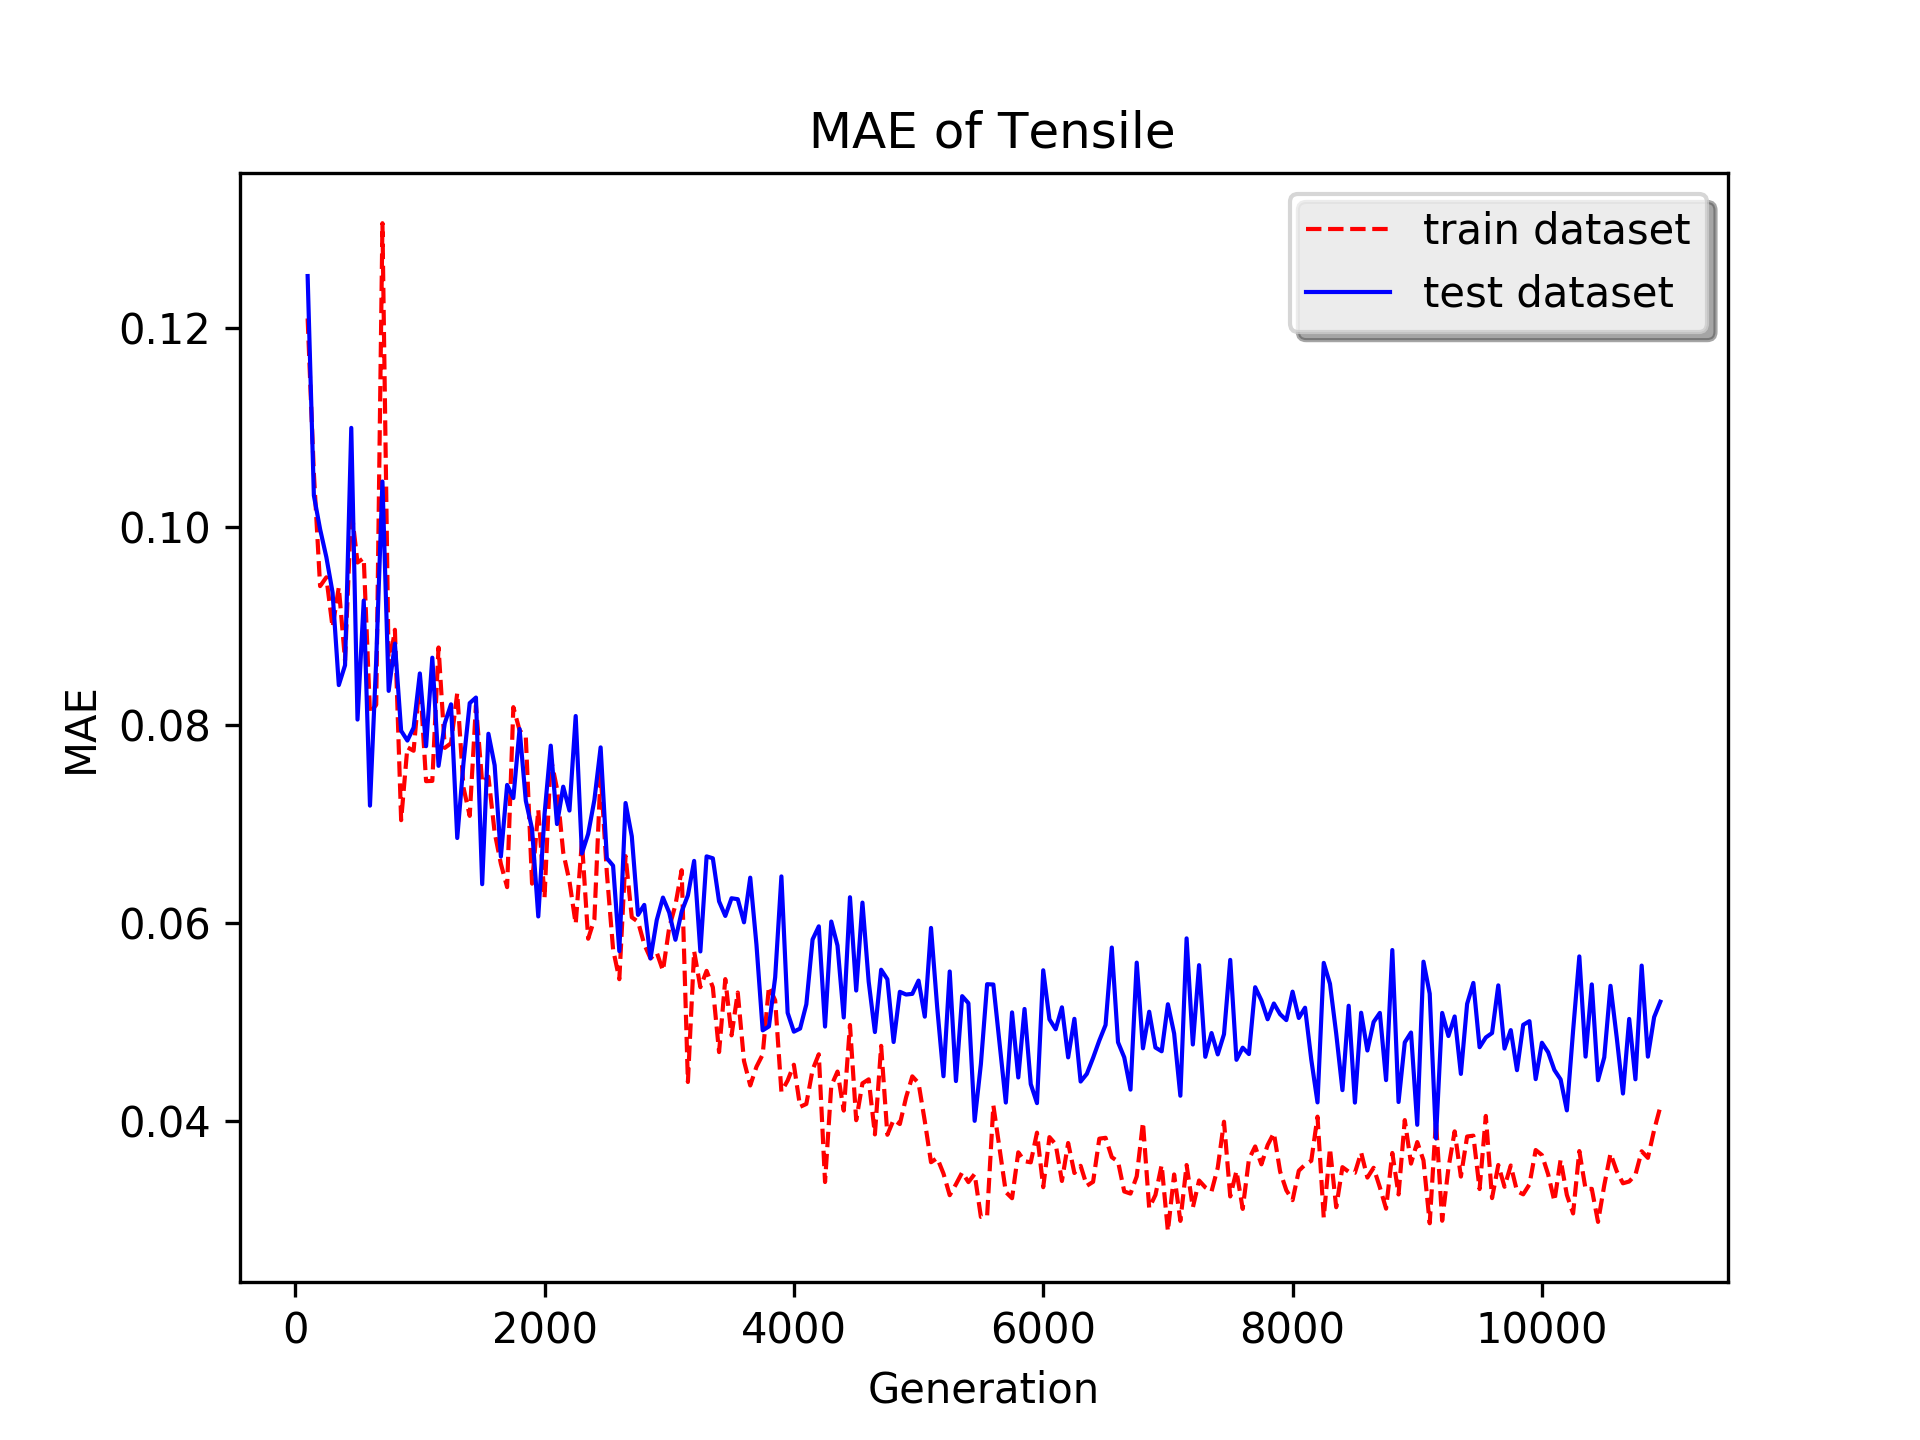 MAE of Tensile
train dataset
test dataset
0.12
0.10
0.08
0.06
0.04
MAE
0 2000 4000 6000 8000 10000
Generation